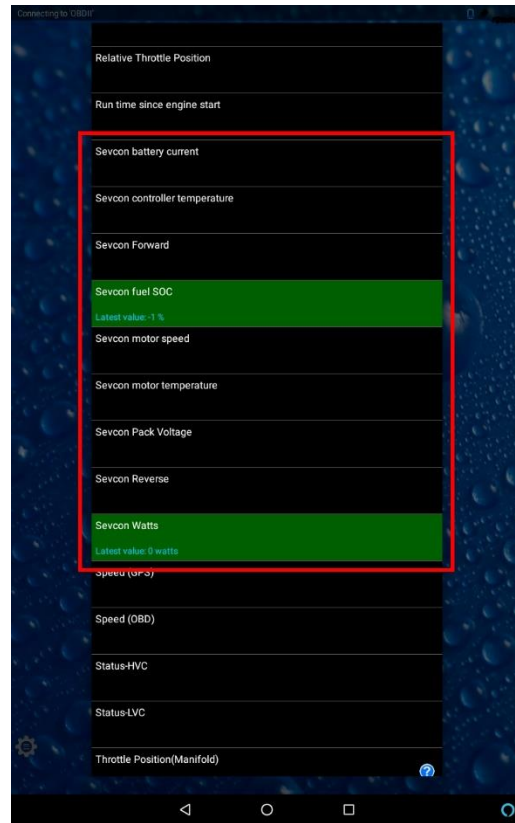 Connecting to 'OBDII'
Relative Throttle Position
Run time since engine start
Sevcon battery current
Sevcon controller temperature
Sevcon Forward
Sevcon fuel SOC
Latest value: -1 %
Sevcon motor speed
Sevcon motor temperature
Sevcon Pack Voltage
Sevcon Reverse
Sevcon Watts
Latest value: 0 watts
Speed (GPS)
Speed (OBD)
Status-HVC
Status-LVC
Throttle Position(Manifold)
?